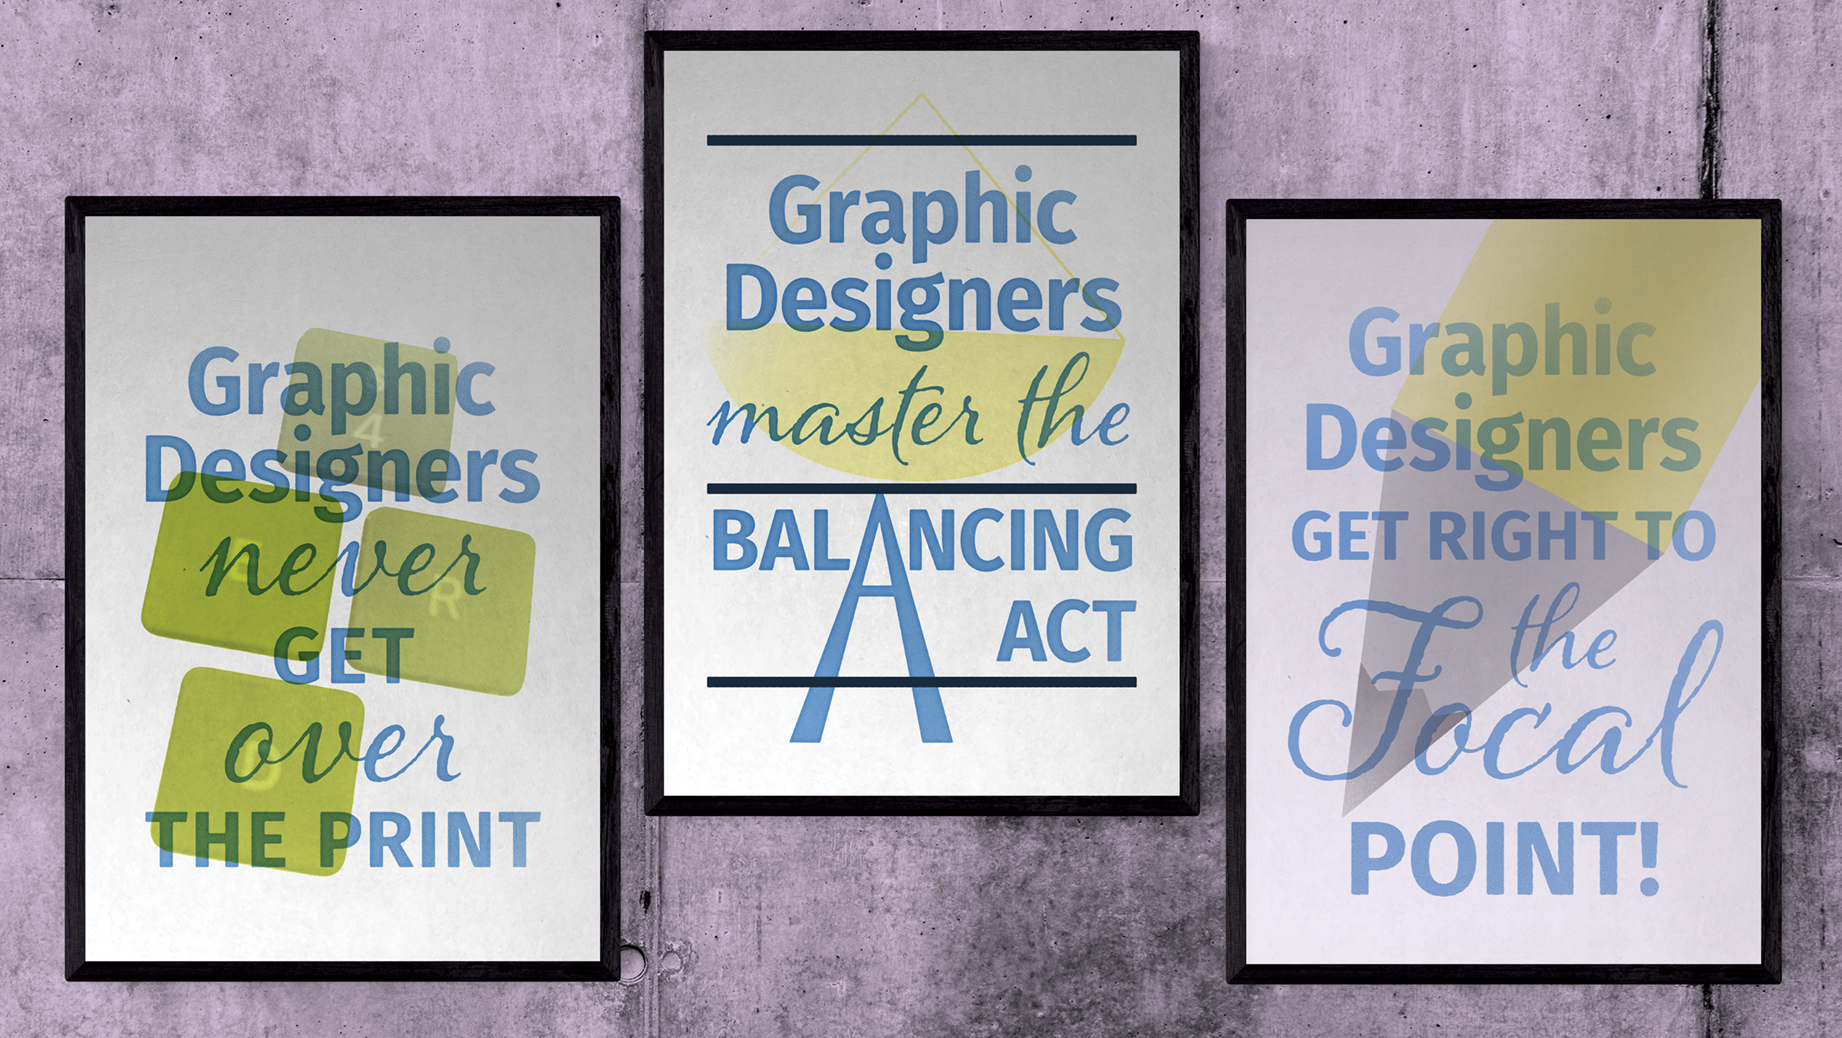 Graphic
Designers
never
GET
over
THE PRINT
4
R
Graphic
Designers
master the
BALANCING
ACT
Graphic
Designers
GET RIGHT TO
the
Focal
POINT!